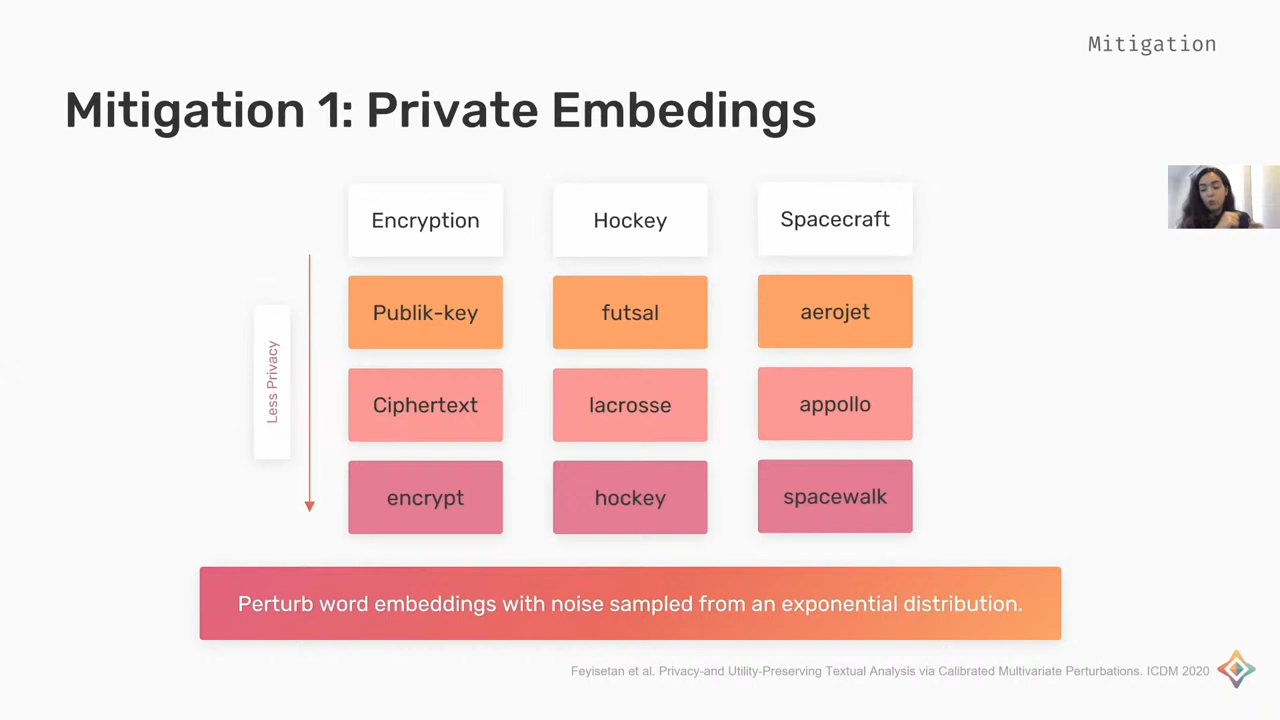 Mitigation
Mitigation 1: Private Embedings
Encryption Hockey Spacecraft
Publik-key futsal aerojet
Less Privacy
Ciphertext lacrosse appollo
encrypt hockey spacewalk
Perturb word embeddings with noise sampled from an exponential distribution.
Feyisetan et al. Privacy-and Utility-Preserving Textual Analysis via Calibrated Multivariate Perturbations. ICDM 2020